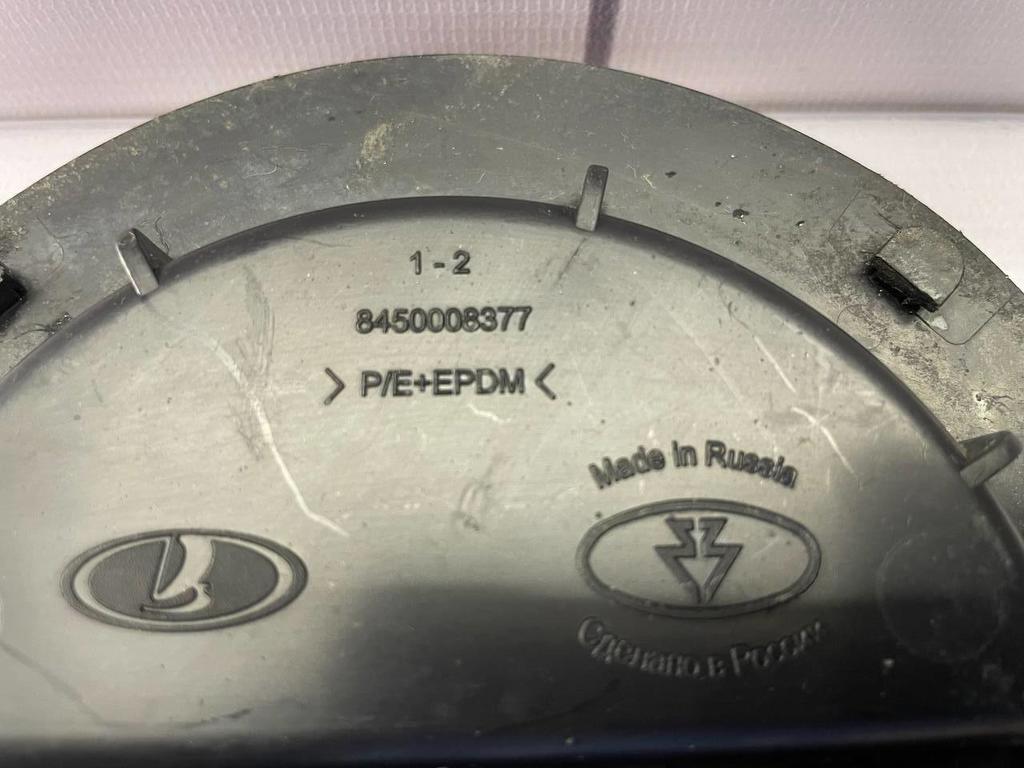 1 - 2
8450008377
> P/E+EPDM <
Made in Russia
Сделано в России